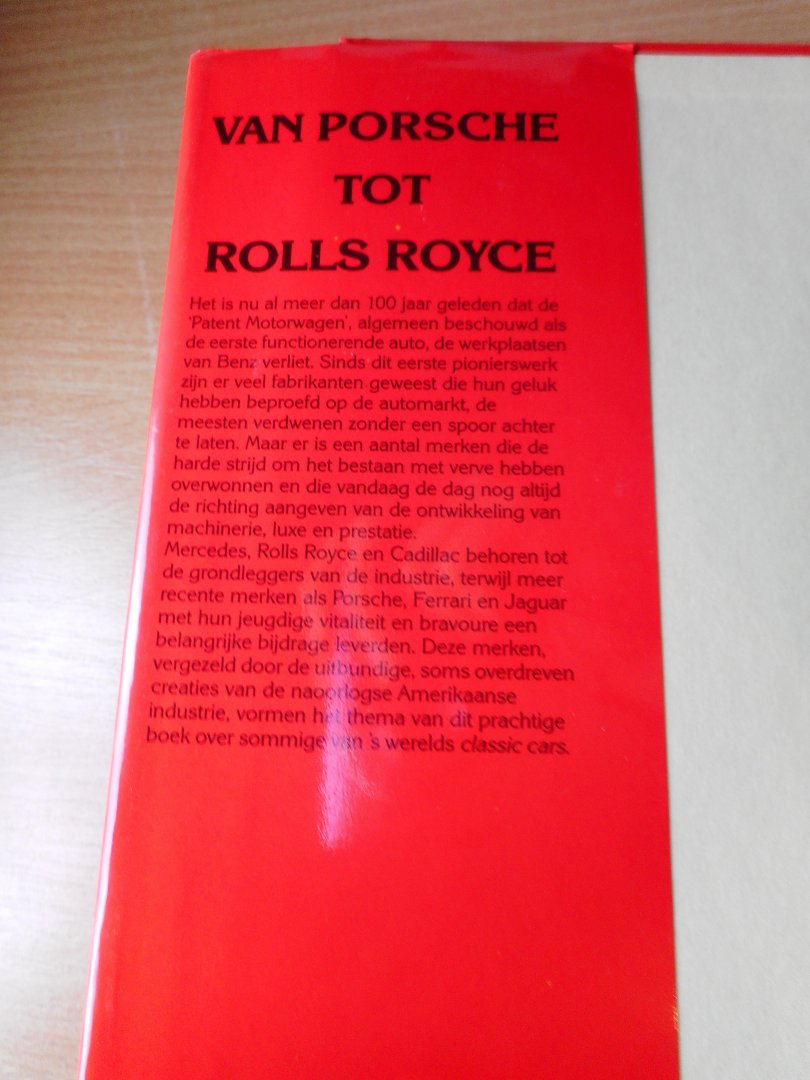 VAN PORSCHE
TOT
ROLLS ROYCE
Het is nu al meer dan 100 jaar geleden dat de
'Patent Motorwagen', algemeen beschouwd als
de eerste functionerende auto, de werkplaatsen
van Benz verliet. Sinds dit eerste pionierswerk
zijn er veel fabrikanten geweest die hun geluk
hebben beproefd op de automarkt, de
meesten verdwenen zonder een spoor achter
te laten. Maar er is een aantal merken die de
harde strijd om het bestaan met verve hebben
overwonnen en die vandaag de dag nog altijd
de richting aangeven van de ontwikkeling van
machinerie, luxe en prestatie.
Mercedes, Rolls Royce en Cadillac behoren tot
de grondleggers van de industrie, terwijl meer
recente merken als Porsche, Ferrari en Jaguar
met hun jeugdige vitaliteit en bravoure een
belangrijke bijdrage leverden. Deze merken,
vergezeld door de uitbundige, soms overdreven
creaties van de naoorlogse Amerikaanse
industrie, vormen het thema van dit prachtige
boek over sommige van 's werelds classic cars.